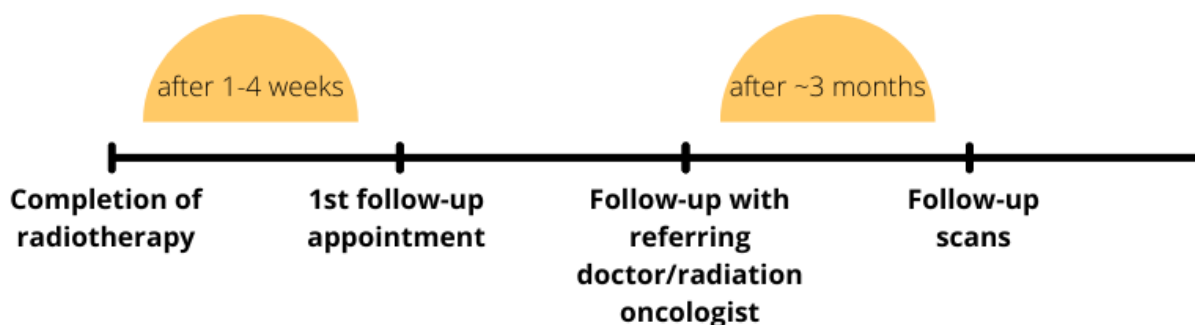 after 1-4 weeks
after ~3 months
Completion of
radiotherapy
1st follow-up
appointment
Follow-up with
referring
doctor/radiation
oncologist
Follow-up
scans